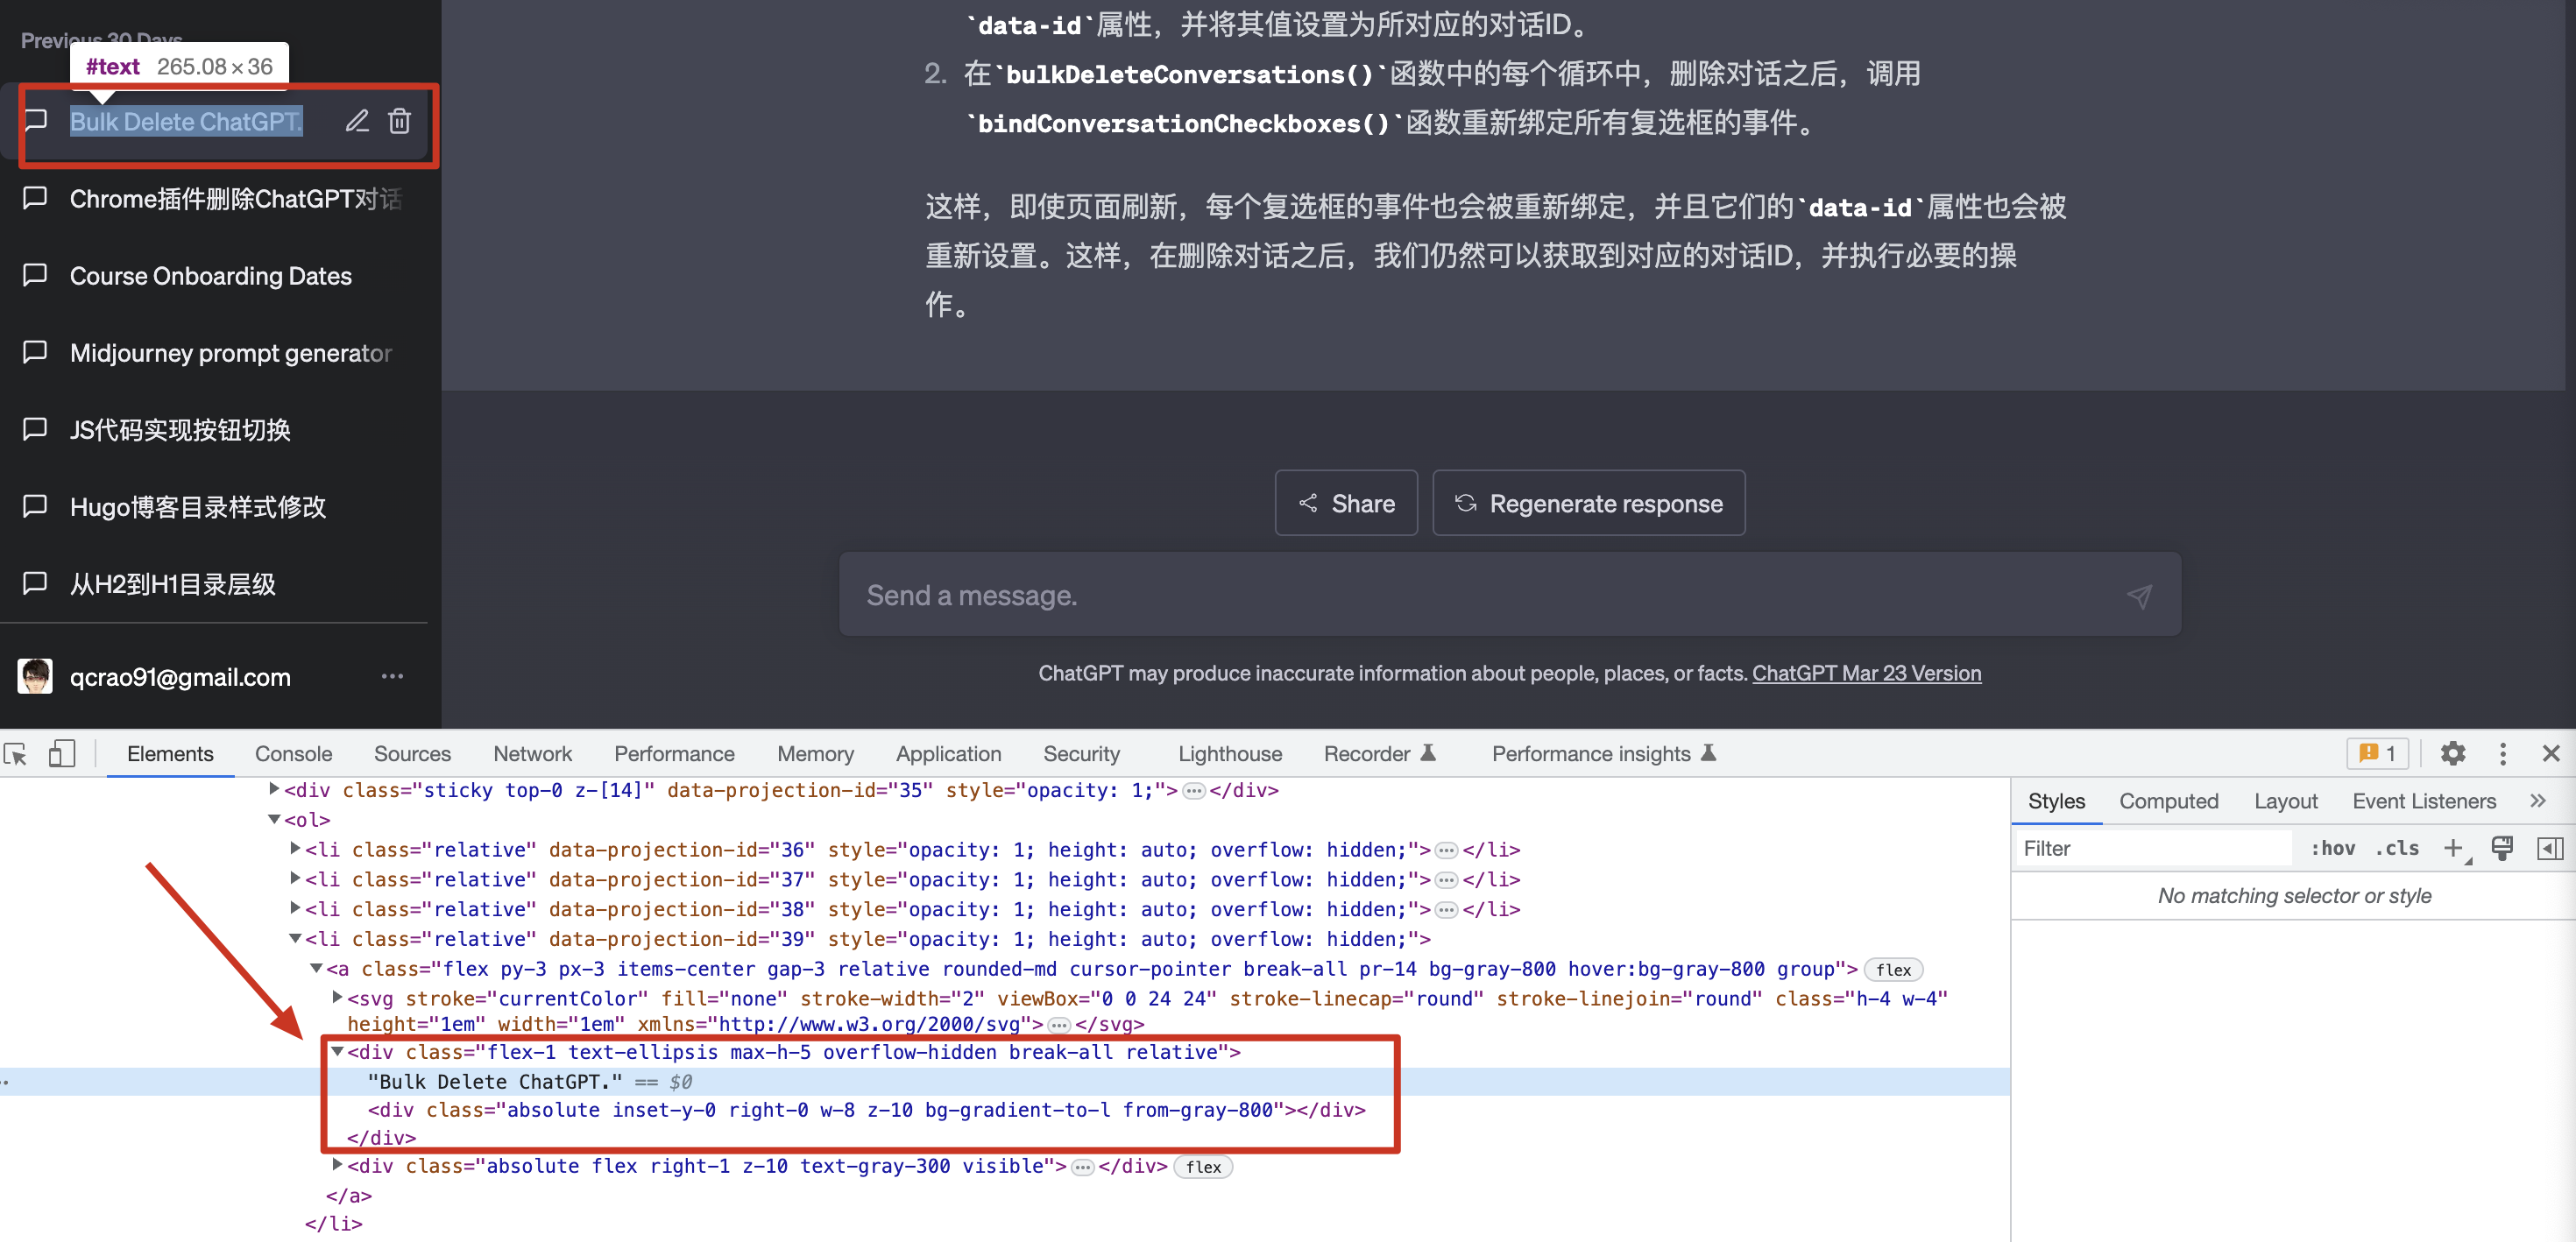 Previous 30 Days
#text 265.08×36
Bulk Delete ChatGPT.
Chrome插件删除ChatGPT对话
Course Onboarding Dates
Midjourney prompt generator
JS代码实现按钮切换
Hugo博客目录样式修改
从H2到H1目录层级
qcrao91@gmail.com
`data-id`属性，并将其值设置为所对应的对话ID。
2. 在`bulkDeleteConversations()`函数中的每个循环中，删除对话之后，调用
`bindConversationCheckboxes()`函数重新绑定所有复选框的事件。
这样，即使页面刷新，每个复选框的事件也会被重新绑定，并且它们的`data-id`属性也会被
重新设置。这样，在删除对话之后，我们仍然可以获取到对应的对话ID，并执行必要的操
作。
Share
Regenerate response
Send a message.
ChatGPT may produce inaccurate information about people, places, or facts. ChatGPT Mar 23 Version
Elements Console Sources Network Performance Memory Application Security Lighthouse Recorder Performance insights 1
<div class="sticky top-0 z-[14]" data-projection-id="35" style="opacity: 1;">…</div>
<ol>
<li class="relative" data-projection-id="36" style="opacity: 1; height: auto; overflow: hidden;">…</li>
<li class="relative" data-projection-id="37" style="opacity: 1; height: auto; overflow: hidden;">…</li>
<li class="relative" data-projection-id="38" style="opacity: 1; height: auto; overflow: hidden;">…</li>
<li class="relative" data-projection-id="39" style="opacity: 1; height: auto; overflow: hidden;">
<a class="flex py-3 px-3 items-center gap-3 relative rounded-md cursor-pointer break-all pr-14 bg-gray-800 hover:bg-gray-800 group"> flex
<svg stroke="currentColor" fill="none" stroke-width="2" viewBox="0 0 24 24" stroke-linecap="round" stroke-linejoin="round" class="h-4 w-4"
height="1em" width="1em" xmlns="http://www.w3.org/2000/svg">…</svg>
<div class="flex-1 text-ellipsis max-h-5 overflow-hidden break-all relative">
"Bulk Delete ChatGPT." == $0
<div class="absolute inset-y-0 right-0 w-8 z-10 bg-gradient-to-l from-gray-800"></div>
</div>
<div class="absolute flex right-1 z-10 text-gray-300 visible">…</div> flex
</a>
</li>
Styles Computed Layout Event Listeners »
Filter :hov .cls +
No matching selector or style